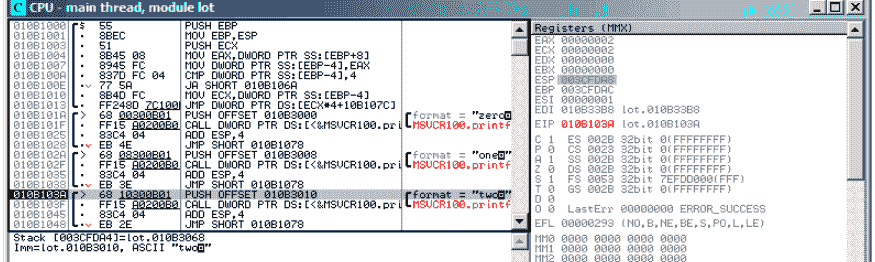 CPU - main thread, module lot
010B1000 55 PUSH EBP
010B1001 8BEC MOV EBP,ESP
010B1003 51 PUSH ECX
010B1004 8B45 08 MOV EAX,DWORD PTR SS:[EBP+8]
010B1007 8945 FC MOV DWORD PTR SS:[EBP-4],EAX
010B100A 837D FC 04 CMP DWORD PTR SS:[EBP-4],4
010B100E 77 5A JA SHORT 010B106A
010B1010 8B4D FC MOV ECX,DWORD PTR SS:[EBP-4]
010B1013 FF248D 7C100 JMP DWORD PTR DS:[ECX*4+10B107C]
010B101A 68 00300B01 PUSH OFFSET 010B3000 format = "zero
010B101F FF15 A0200B0 CALL DWORD PTR DS:[<&MSVCR100.pri MSVCR100.printf
010B1025 83C4 04 ADD ESP,4
010B1028 EB 4E JMP SHORT 010B1078
010B102A 68 08300B01 PUSH OFFSET 010B3008 format = "one"
010B102F FF15 A0200B0 CALL DWORD PTR DS:[<&MSVCR100.pri MSVCR100.printf
010B1035 83C4 04 ADD ESP,4
010B1038 EB 3E JMP SHORT 010B1078
010B103A 68 10300B01 PUSH OFFSET 010B3010 format = "two"
010B103F FF15 A0200B0 CALL DWORD PTR DS:[<&MSVCR100.pri MSVCR100.printf
010B1045 83C4 04 ADD ESP,4
010B1048 EB 2E JMP SHORT 010B1078
Stack [003CFDA4]=lot.010B3068
Imm=lot.010B3010, ASCII "two"
Registers (MMX)
EAX 00000002
ECX 00000002
EDX 00000000
EBX 00000000
ESP 003CFDA8
EBP 003CFDAC
ESI 00000001
EDI 010B33B8 lot.010B33B8
EIP 010B103A lot.010B103A
C 1 ES 002B 32bit 0(FFFFFFFF)
P 0 CS 0023 32bit 0(FFFFFFFF)
A 1 SS 002B 32bit 0(FFFFFFFF)
Z 0 DS 002B 32bit 0(FFFFFFFF)
S 1 FS 0053 32bit 7EFDD000(FFF)
T 0 GS 002B 32bit 0(FFFFFFFF)
D 0
O 0 LastErr 00000000 ERROR_SUCCESS
EFL 00000293 (NO,B,NE,BE,S,PO,L,LE)
MM0 0000 0000 0000 0000
MM1 0000 0000 0000 0000
MM2 0000 0000 0000 0000